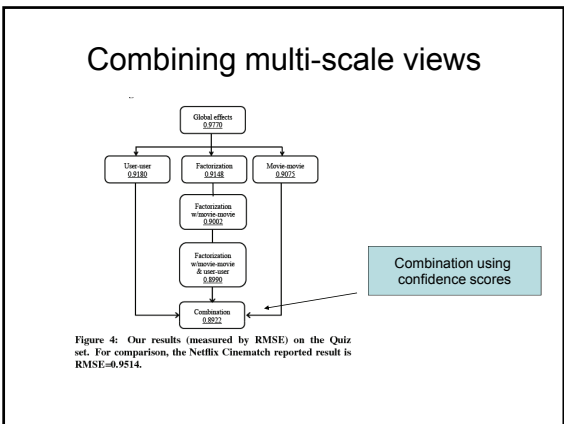 Combining multi-scale views
Global effects
0.9770
User-user
0.9180
Factorization
0.9148
Movie-movie
0.9075
Factorization
w/movie-movie
0.9002
Factorization
w/movie-movie
& user-user
0.8990
Combination
0.8922
Combination using
confidence scores
Figure 4: Our results (measured by RMSE) on the Quiz
set. For comparison, the Netflix Cinematch reported result is
RMSE=0.9514.